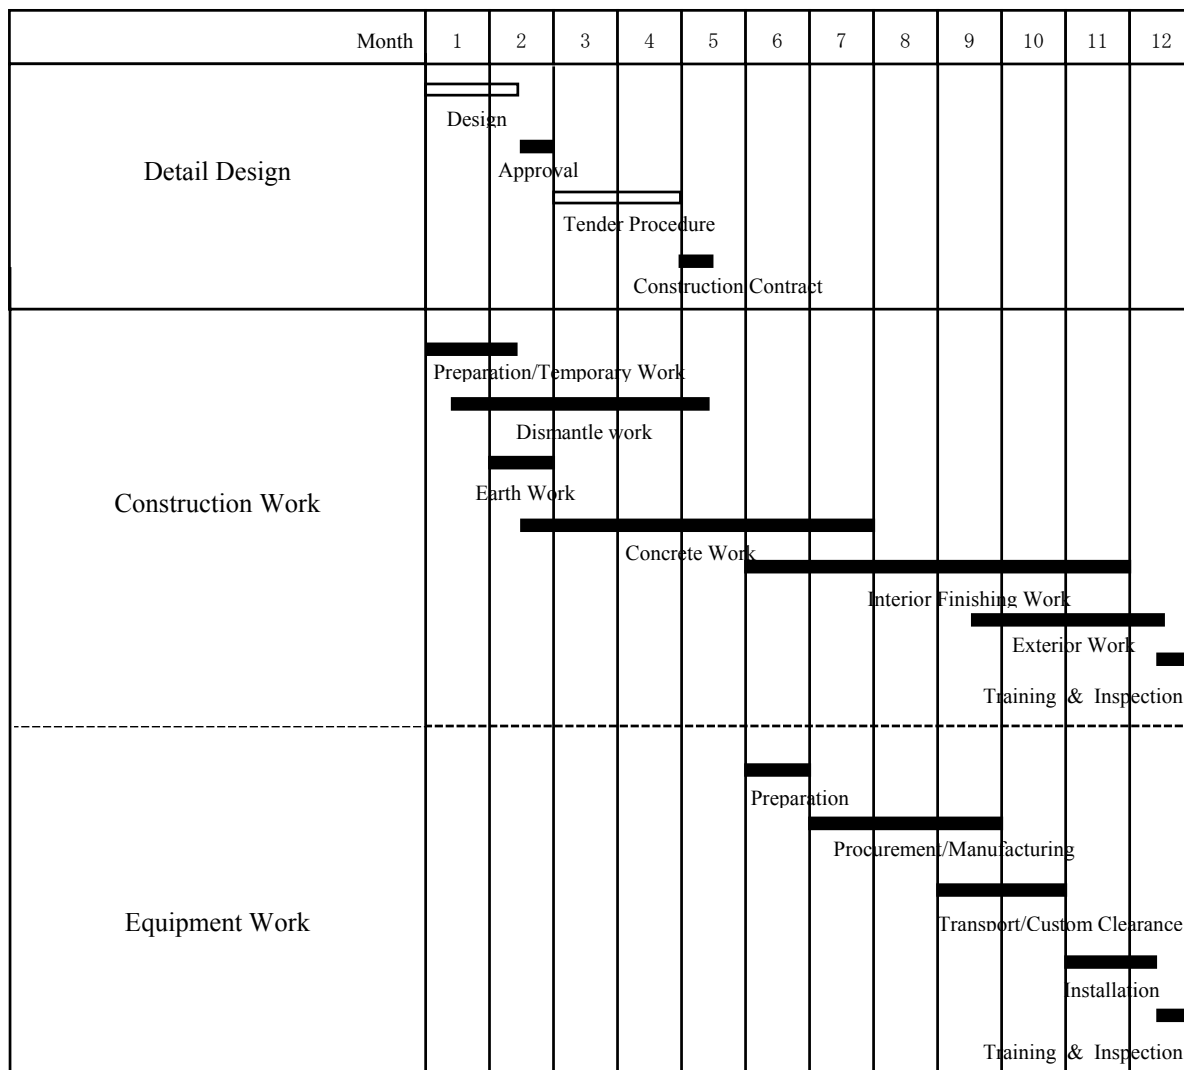 Month 1 2 3 4 5 6 7 8 9 10 11 12
Design
Approval
Detail Design
Tender Procedure
Construction Contract
Preparation/Temporary Work
Dismantle work
Earth Work
Construction Work
Concrete Work
Interior Finishing Work
Exterior Work
Training & Inspection
Preparation
Procurement/Manufacturing
Equipment Work
Transport/Custom Clearance
Installation
Training & Inspection